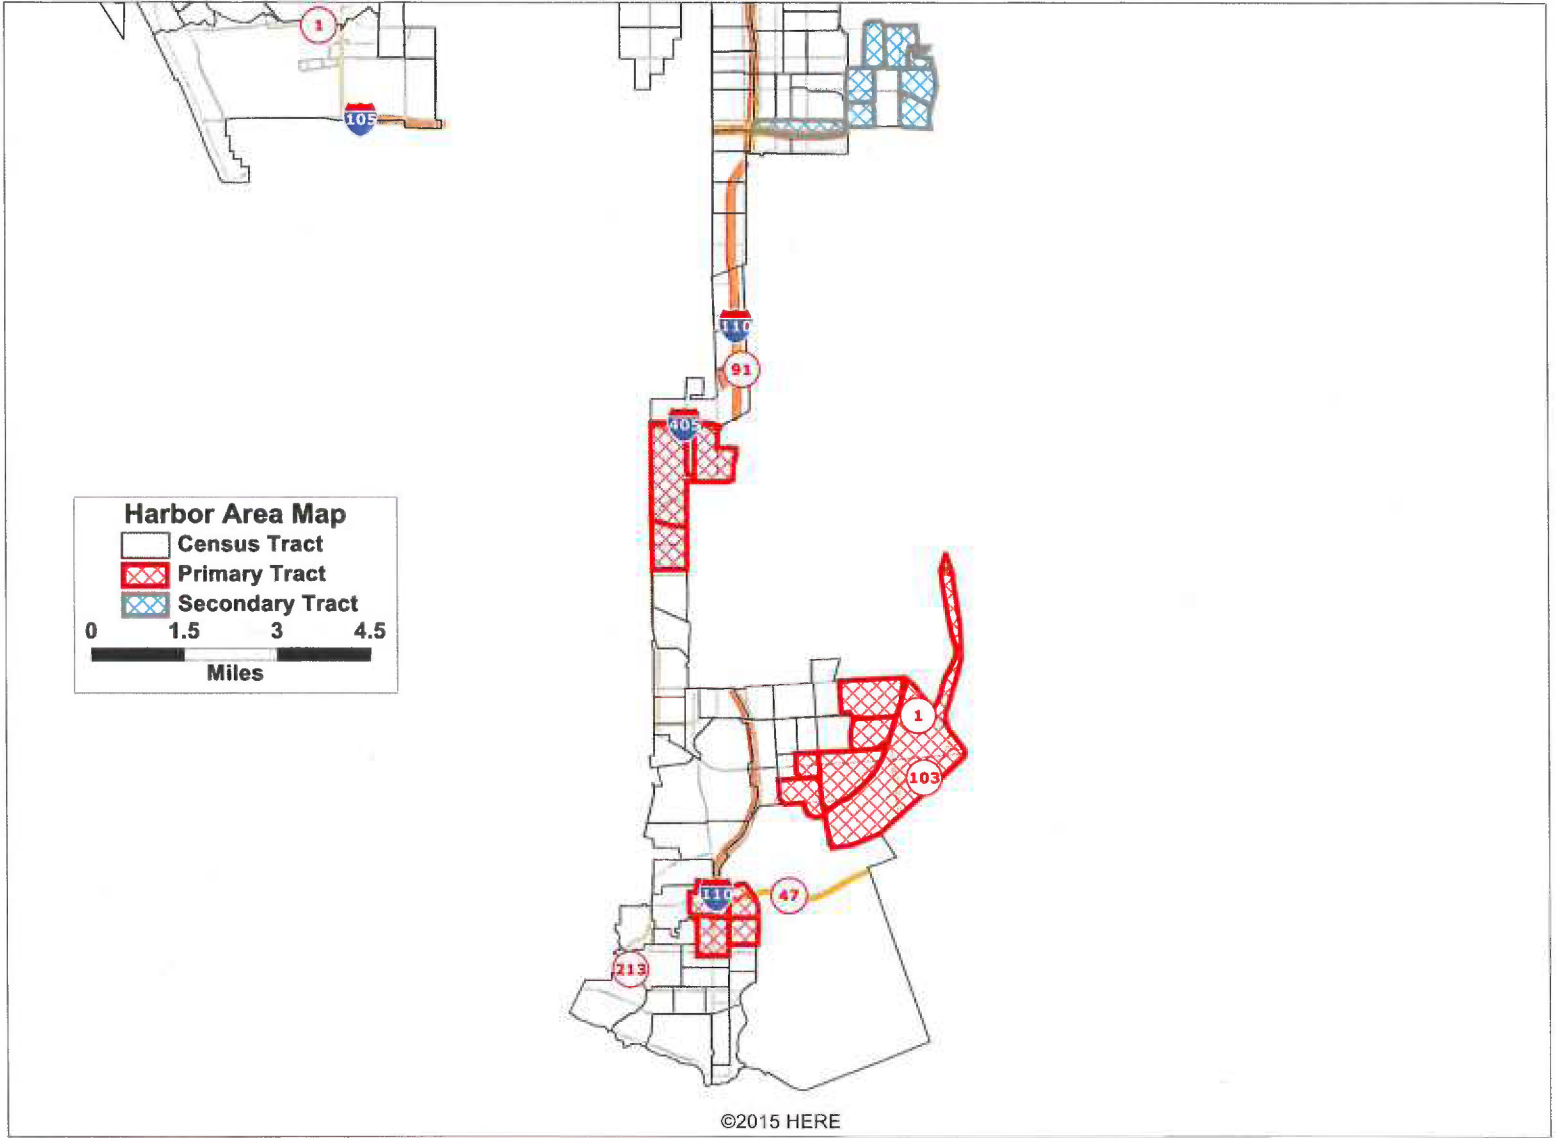 1
105
110
91
405
Harbor Area Map
Census Tract
Primary Tract
Secondary Tract
0 1.5 3 4.5
Miles
1
103
110
47
213
©2015 HERE